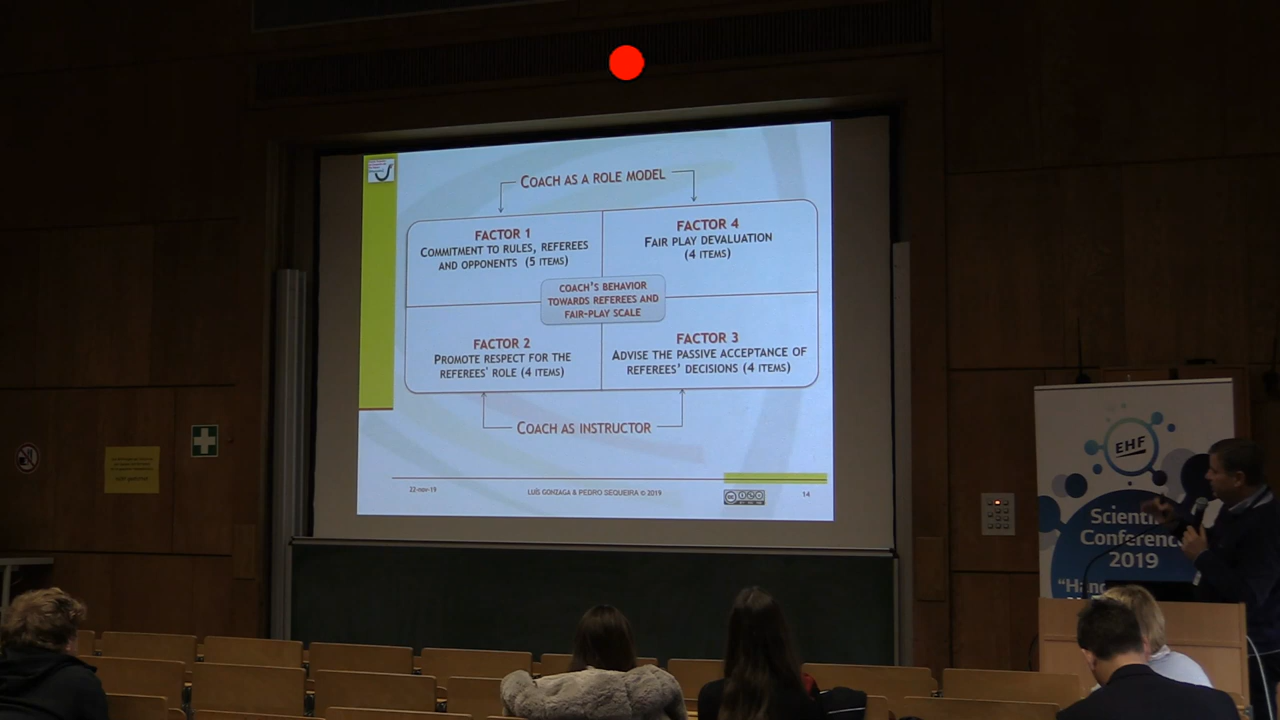 COACH AS A ROLE MODEL
FACTOR 1
COMMITMENT TO RULES, REFEREES
AND OPPONENTS (5 ITEMS)
FACTOR 4
FAIR PLAY DEVALUATION
(4 ITEMS)
COACH'S BEHAVIOR
TOWARDS REFEREES AND
FAIR-PLAY SCALE
FACTOR 2
PROMOTE RESPECT FOR THE
REFEREES' ROLE (4 ITEMS)
FACTOR 3
ADVISE THE PASSIVE ACCEPTANCE OF
REFEREES' DECISIONS (4 ITEMS)
COACH AS INSTRUCTOR
22-nov-19
LUÍS GONZAGA & PEDRO SEQUEIRA © 2019
14
EHF
Conference
2019